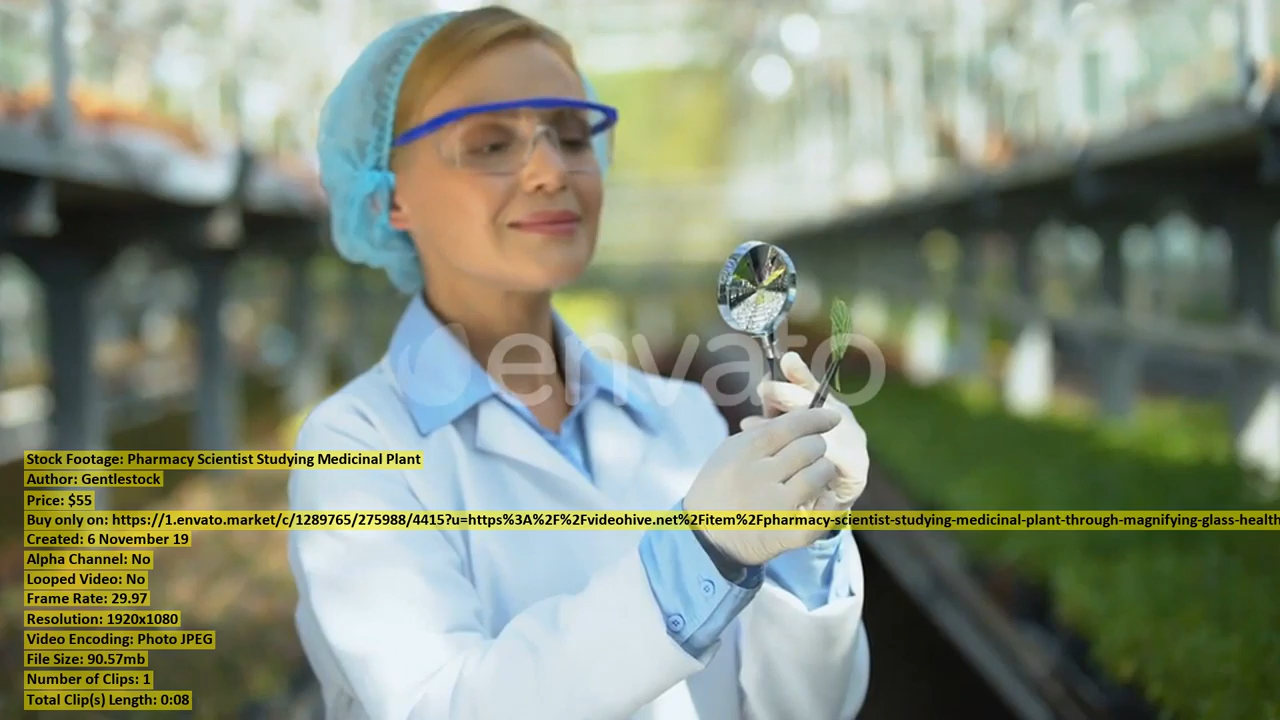 envato
Stock Footage: Pharmacy Scientist Studying Medicinal Plant
Author: Gentlestock
Price: $55
Buy only on: https://1.envato.market/c/1289765/275988/4415?u=https%3A%2F%2Fvideohive.net%2Fitem%2Fpharmacy-scientist-studying-medicinal-plant-through-magnifying-glass-health
Created: 6 November 19
Alpha Channel: No
Looped Video: No
Frame Rate: 29.97
Resolution: 1920x1080
Video Encoding: Photo JPEG
File Size: 90.57mb
Number of Clips: 1
Total Clip(s) Length: 0:08